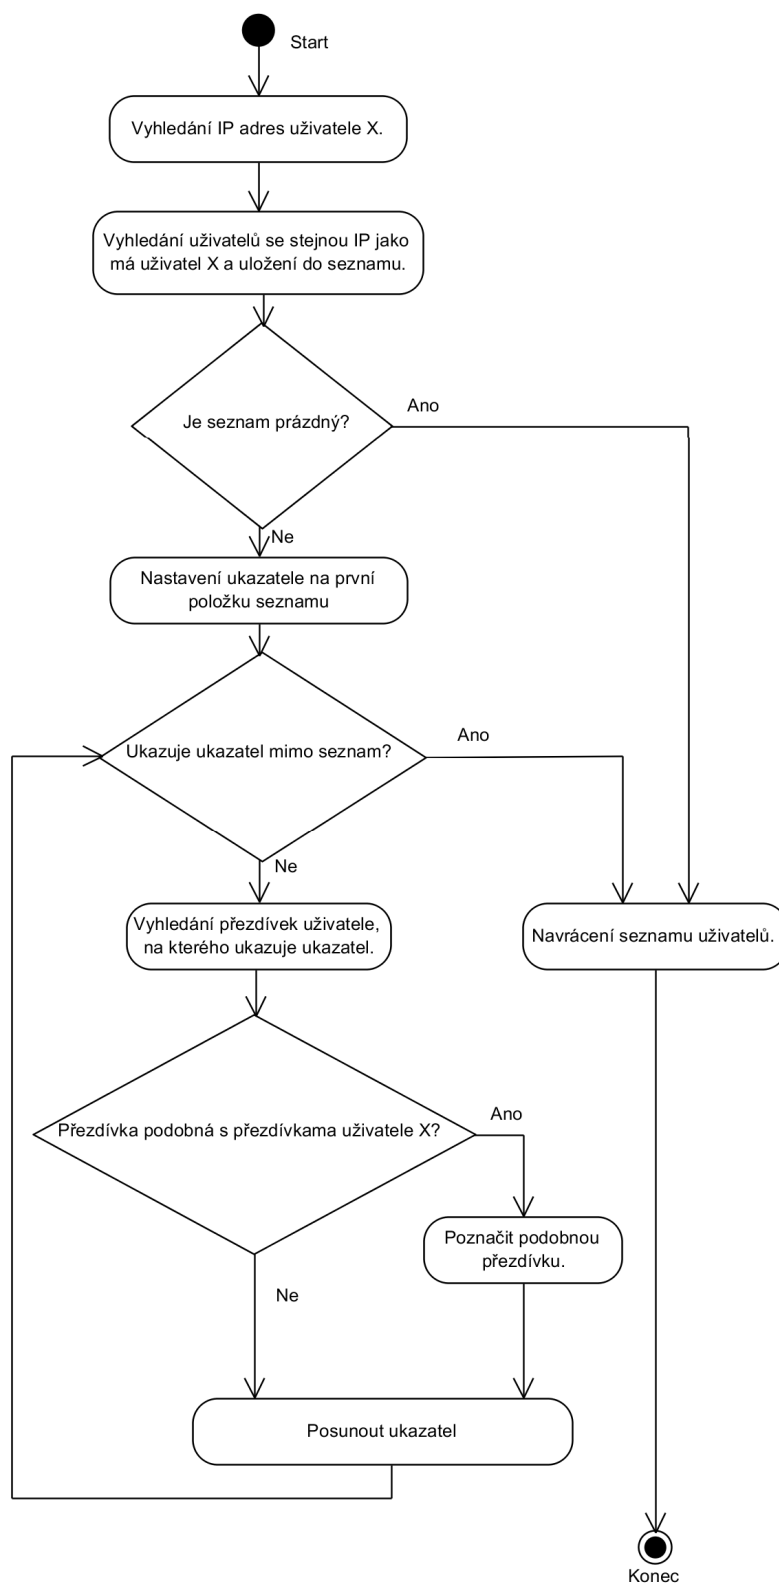 Start
Vyhledání IP adres uživatele X.
Vyhledání uživatelů se stejnou IP jako
má uživatel X a uložení do seznamu.
Je seznam prázdný?
Ano
Ne
Nastavení ukazatele na první
položku seznamu
Ukazuje ukazatel mimo seznam?
Ano
Ne
Vyhledání přezdívek uživatele,
na kterého ukazuje ukazatel.
Navrácení seznamu uživatelů.
Přezdívka podobná s přezdívkama uživatele X?
Ano
Poznačit podobnou
přezdívku.
Ne
Posunout ukazatel
Konec